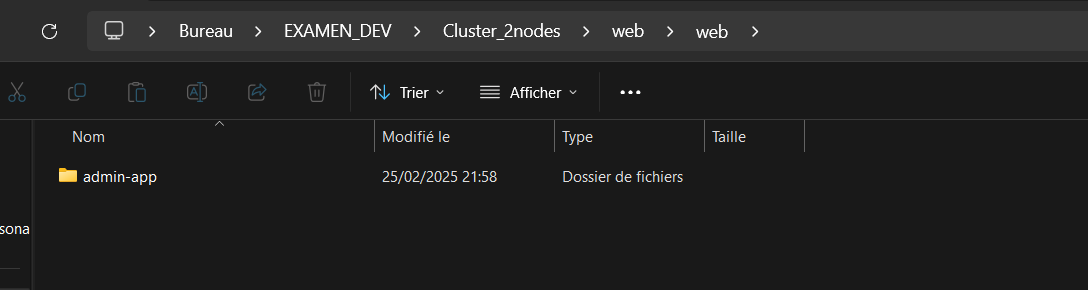 Bureau > EXAMEN_DEV > Cluster_2nodes > web > web >
Trier Afficher
Nom Modifié le Type Taille
admin-app 25/02/2025 21:58 Dossier de fichiers
sona